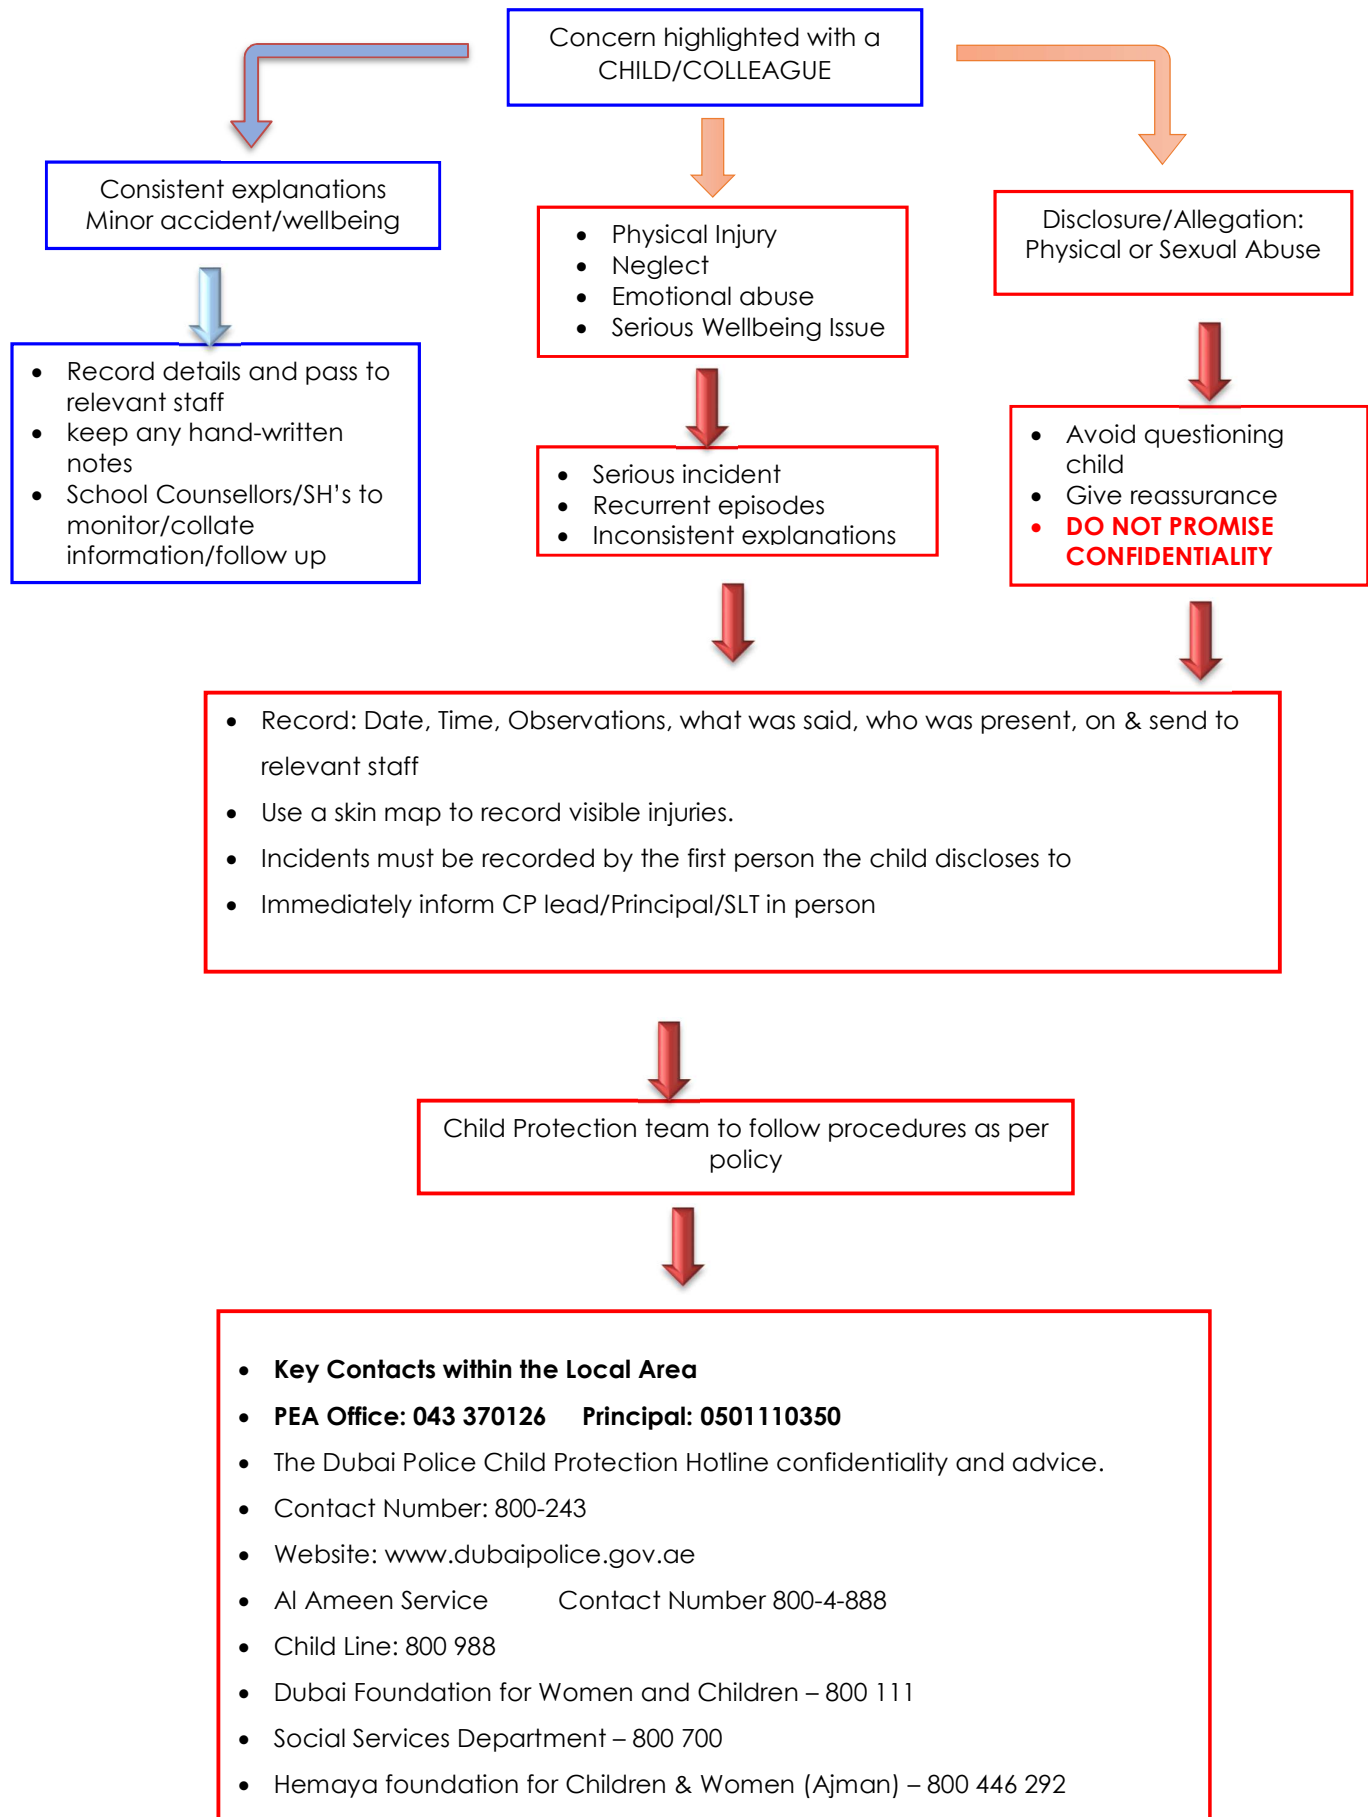 Concern highlighted with a
CHILD/COLLEAGUE
Consistent explanations
Minor accident/wellbeing
• Physical Injury
• Neglect
• Emotional abuse
• Serious Wellbeing Issue
Disclosure/Allegation:
Physical or Sexual Abuse
• Record details and pass to
relevant staff
• keep any hand-written
notes
• School Counsellors/SH's to
monitor/collate
information/follow up
• Serious incident
• Recurrent episodes
• Inconsistent explanations
• Avoid questioning
child
• Give reassurance
• DO NOT PROMISE
CONFIDENTIALITY
• Record: Date, Time, Observations, what was said, who was present, on & send to
relevant staff
• Use a skin map to record visible injuries.
• Incidents must be recorded by the first person the child discloses to
• Immediately inform CP lead/Principal/SLT in person
Child Protection team to follow procedures as per
policy
• Key Contacts within the Local Area
• PEA Office: 043 370126 Principal: 0501110350
• The Dubai Police Child Protection Hotline confidentiality and advice.
• Contact Number: 800-243
• Website: www.dubaipolice.gov.ae
• Al Ameen Service Contact Number 800-4-888
• Child Line: 800 988
• Dubai Foundation for Women and Children – 800 111
• Social Services Department – 800 700
• Hemaya foundation for Children & Women (Ajman) – 800 446 292